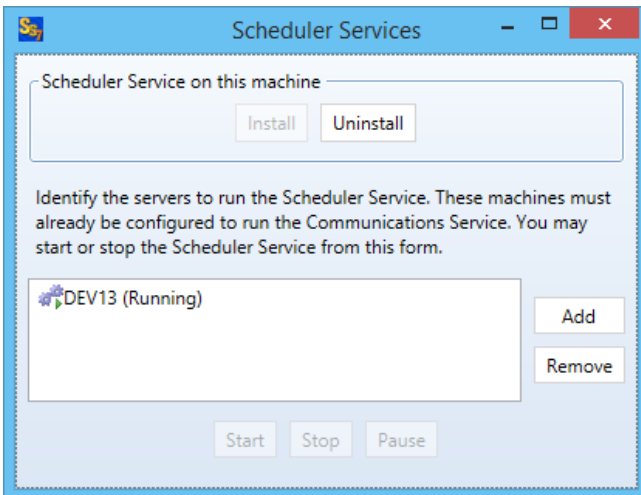 SS7
Scheduler Services
Scheduler Service on this machine
Install Uninstall
Identify the servers to run the Scheduler Service. These machines must
already be configured to run the Communications Service. You may
start or stop the Scheduler Service from this form.
DEV13 (Running)
Add
Remove
Start Stop Pause